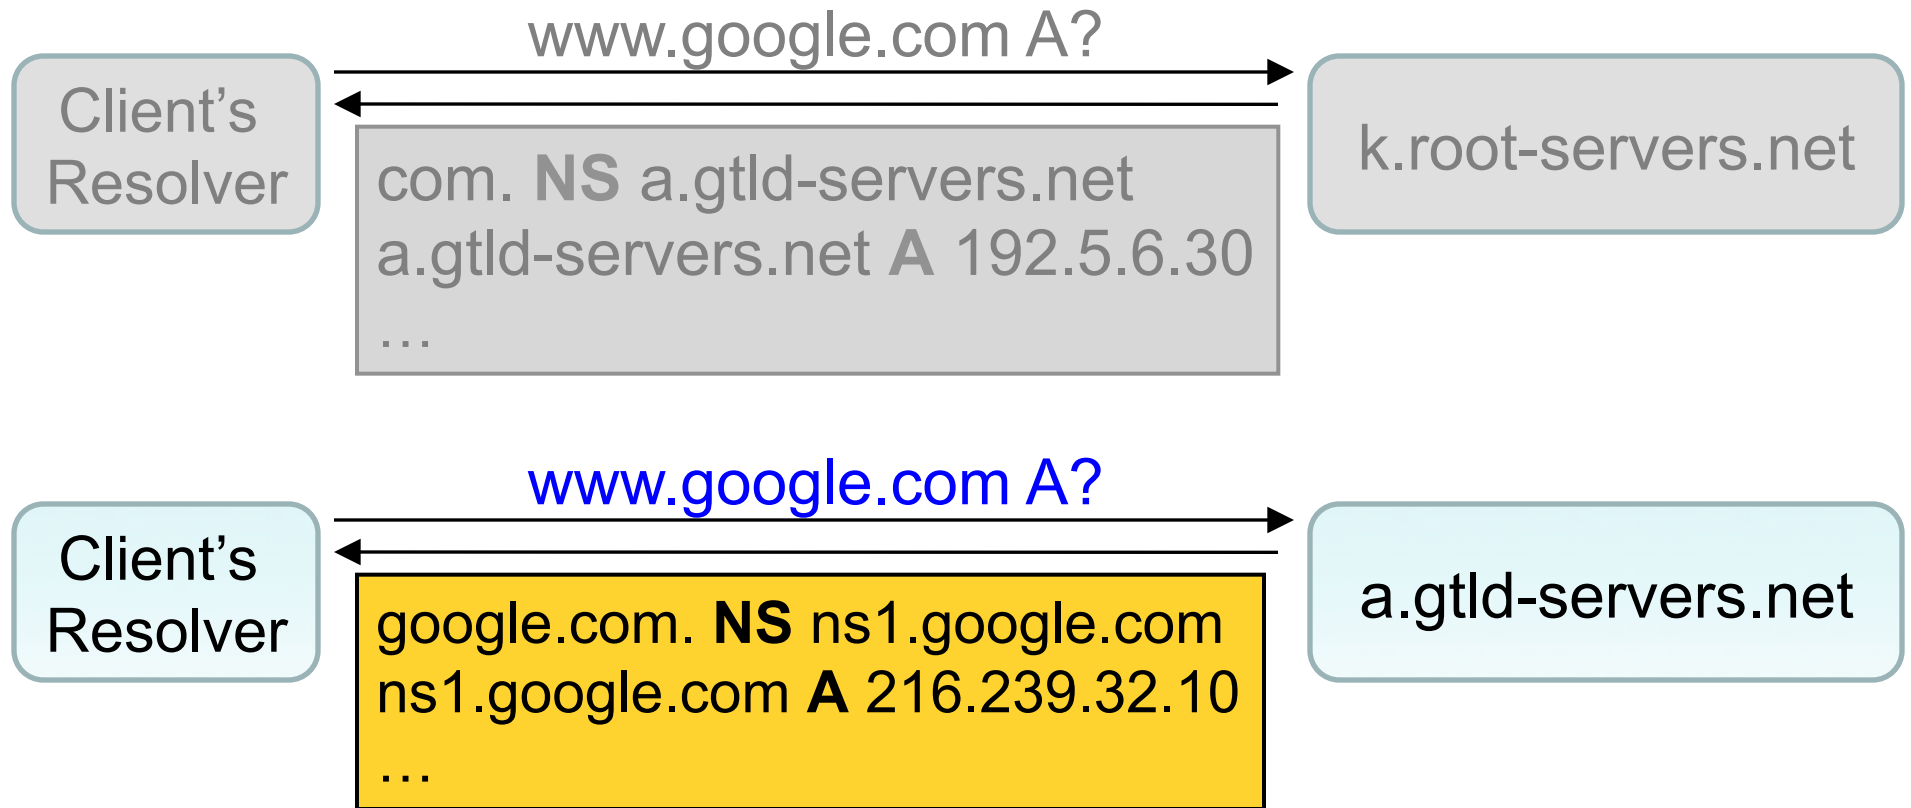 www.google.com A?
Client’s
Resolver
k.root-servers.net
com. NS a.gtld-servers.net
a.gtld-servers.net A 192.5.6.30
…
www.google.com A?
Client’s
Resolver
a.gtld-servers.net
google.com. NS ns1.google.com
ns1.google.com A 216.239.32.10
…